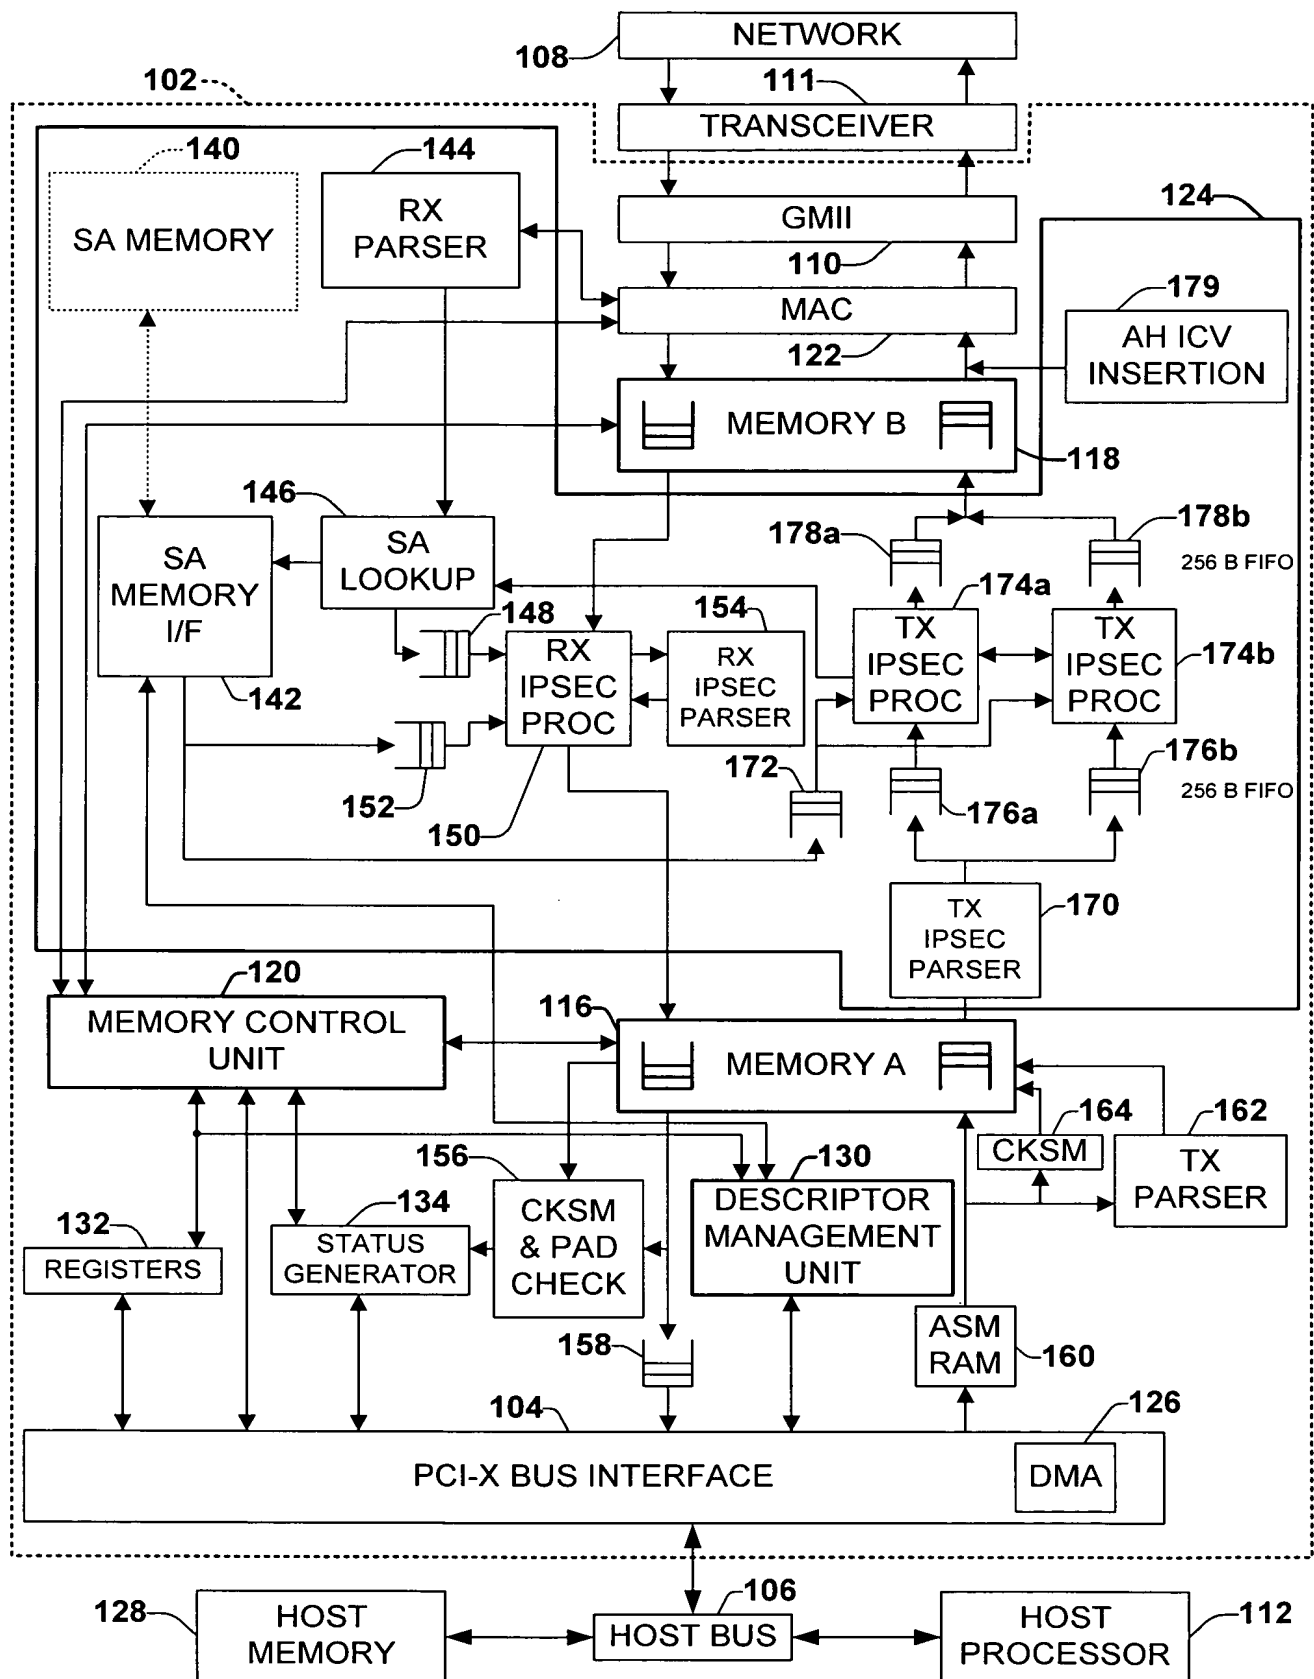 NETWORK
108
102
111
TRANSCEIVER
140
144
124
SA MEMORY
RX
PARSER
GMII
110
179
MAC
122
AH ICV
INSERTION
MEMORY B
118
146
178a
178b
SA
MEMORY
I/F
SA
LOOKUP
256 B FIFO
148
154
174a
RX
IPSEC
PROC
RX
IPSEC
PARSER
TX
IPSEC
PROC
TX
IPSEC
PROC
174b
142
152
150
172
176a
176b
256 B FIFO
TX
IPSEC
PARSER
170
120
116
MEMORY CONTROL
UNIT
MEMORY A
164
162
CKSM
TX
PARSER
156
130
132
134
CKSM
& PAD
CHECK
DESCRIPTOR
MANAGEMENT
UNIT
REGISTERS
STATUS
GENERATOR
158
ASM
RAM
160
104
126
PCI-X BUS INTERFACE
DMA
106
128
HOST
MEMORY
HOST BUS
HOST
PROCESSOR
112